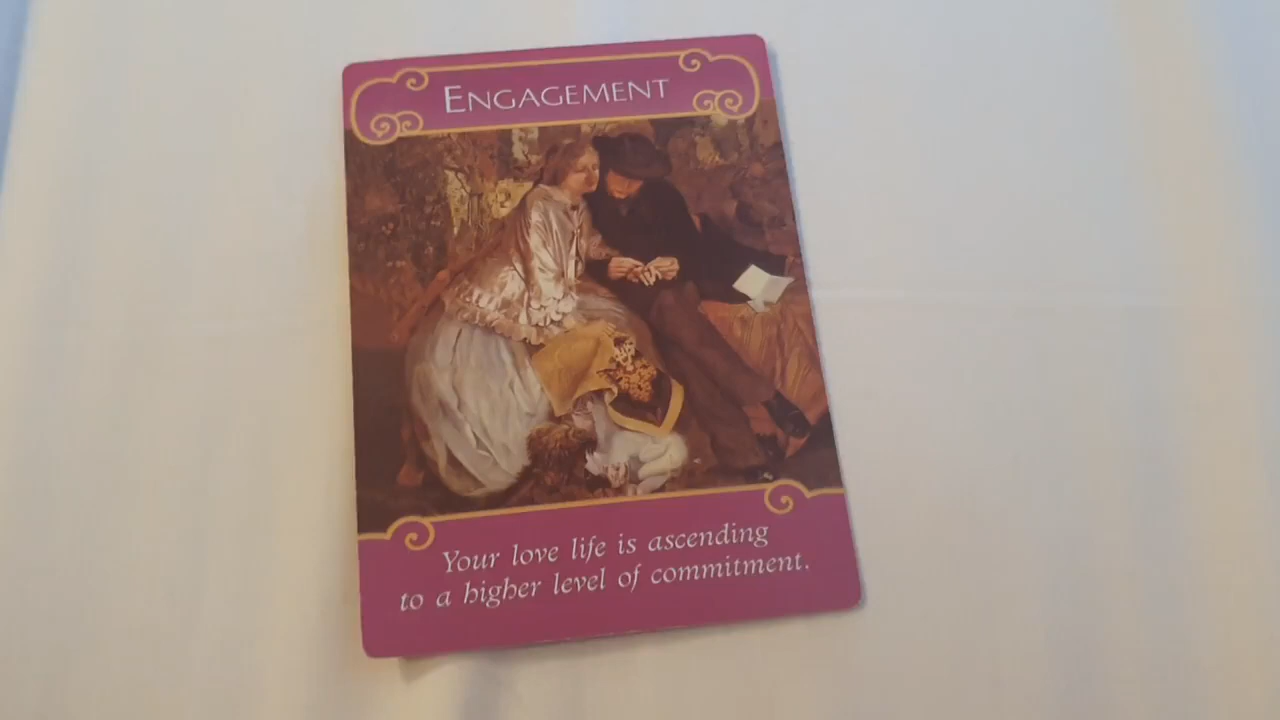 ENGAGEMENT
Your love life is ascending
to a higher level of commitment.